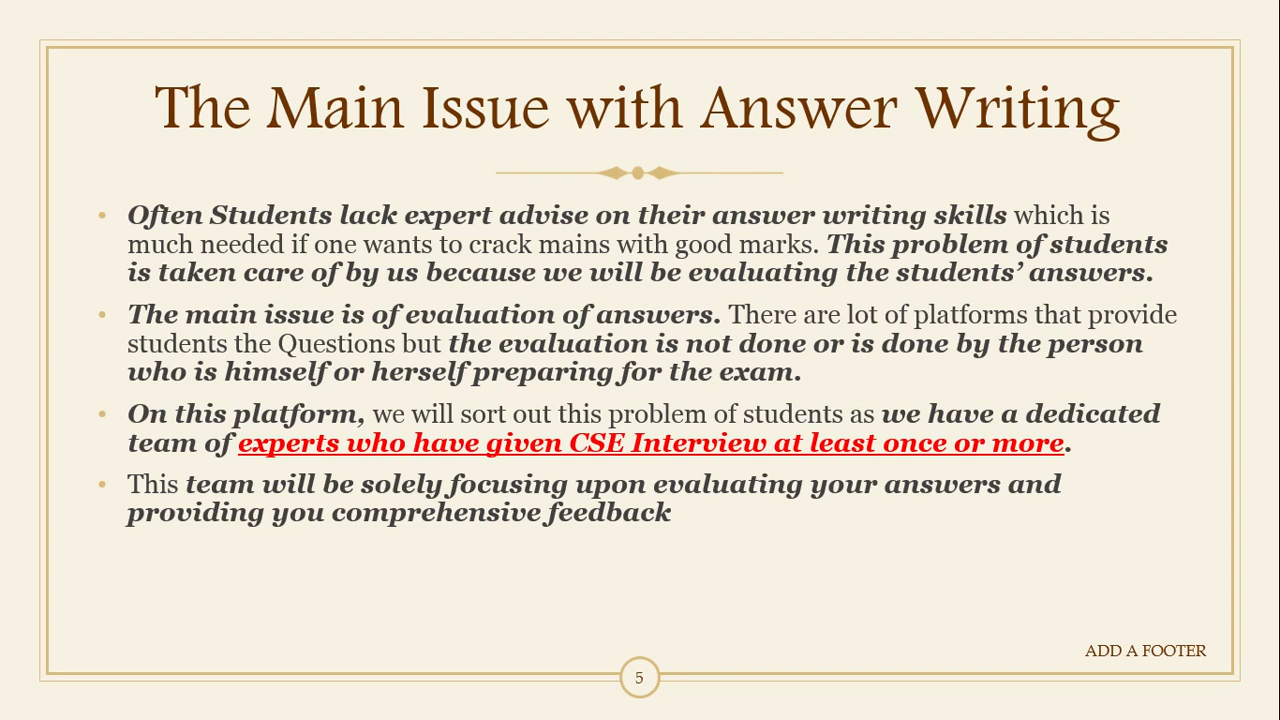 The Main Issue with Answer Writing
• Often Students lack expert advise on their answer writing skills which is
much needed if one wants to crack mains with good marks. This problem of students
is taken care of by us because we will be evaluating the students’ answers.
• The main issue is of evaluation of answers. There are lot of platforms that provide
students the Questions but the evaluation is not done or is done by the person
who is himself or herself preparing for the exam.
• On this platform, we will sort out this problem of students as we have a dedicated
team of experts who have given CSE Interview at least once or more.
• This team will be solely focusing upon evaluating your answers and
providing you comprehensive feedback
ADD A FOOTER
5